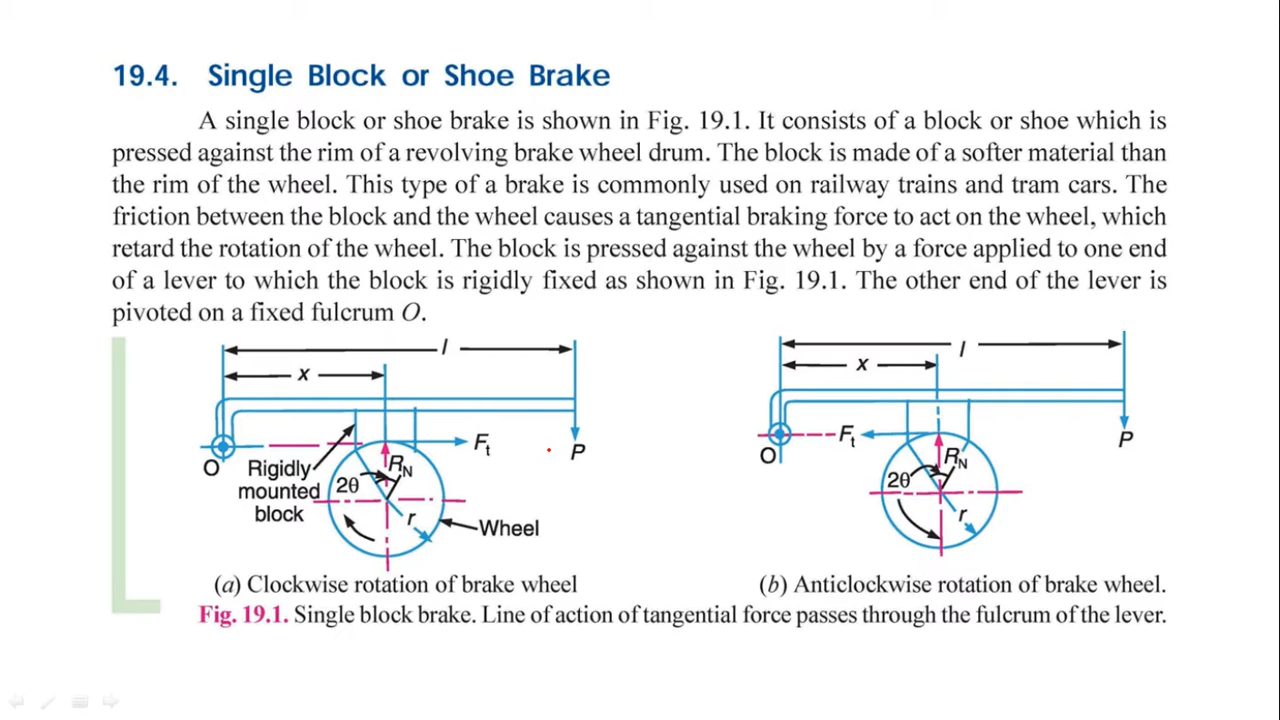 19.4. Single Block or Shoe Brake
A single block or shoe brake is shown in Fig. 19.1. It consists of a block or shoe which is
pressed against the rim of a revolving brake wheel drum. The block is made of a softer material than
the rim of the wheel. This type of a brake is commonly used on railway trains and tram cars. The
friction between the block and the wheel causes a tangential braking force to act on the wheel, which
retard the rotation of the wheel. The block is pressed against the wheel by a force applied to one end
of a lever to which the block is rigidly fixed as shown in Fig. 19.1. The other end of the lever is
pivoted on a fixed fulcrum O.
l
x
Ft
P
O
Rigidly
mounted
block
RN
2θ
r
Wheel
(a) Clockwise rotation of brake wheel
l
x
Ft
P
O
RN
2θ
r
(b) Anticlockwise rotation of brake wheel.
Fig. 19.1. Single block brake. Line of action of tangential force passes through the fulcrum of the lever.